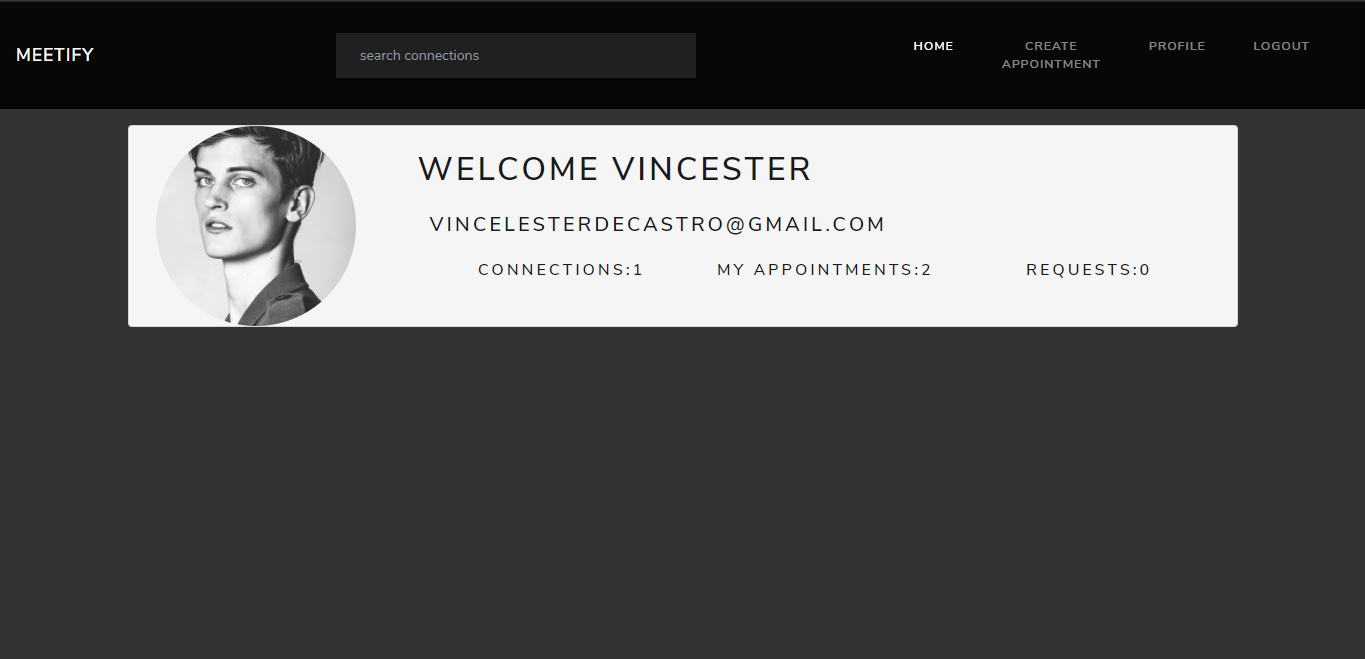 MEETIFY
search connections
HOME
CREATE
APPOINTMENT
PROFILE
LOGOUT
WELCOME VINCESTER
VINCELESTERDECASTRO@GMAIL.COM
CONNECTIONS:1
MY APPOINTMENTS:2
REQUESTS:0